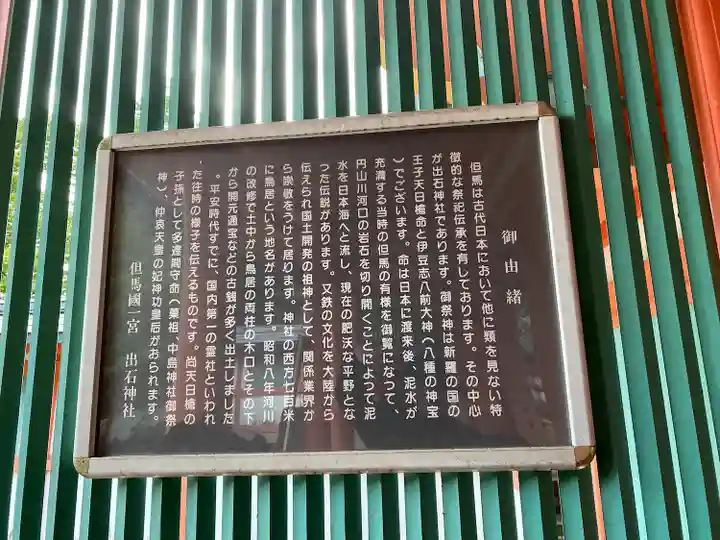 御由緒
但馬は古代日本において他に類を見ない特
徴的な祭祀伝承を有しております。その中心
が出石神社であります。御祭神は新羅の国の
王子天日槍命と伊豆志八前大神(八種の神宝
)でございます。命は日本に渡来後、泥水が
充満する当時の但馬の有様を御覧になって、
円山川河口の岩石を切り開くことによって泥
水を日本海へと流し、現在の肥沃な平野とな
った伝説があります。又鉄の文化を大陸から
伝えられ国土開発の祖神として、関係業界か
ら崇敬をうけて居ります。神社の西方七百米
に鳥居という地名があります。昭和八年河川
の改修で土中から鳥居の両柱の木口とその下
から開元通宝などの古銭が多く出土しました
。平安時代すでに、国内第一の霊社といわれ
た往時の様子を伝えるものです。尚天日槍の
子孫として多遅摩守命(菓祖、中島神社御祭
神)、仲哀天皇の妃神功皇后がおられます。
但馬國一宮 出石神社